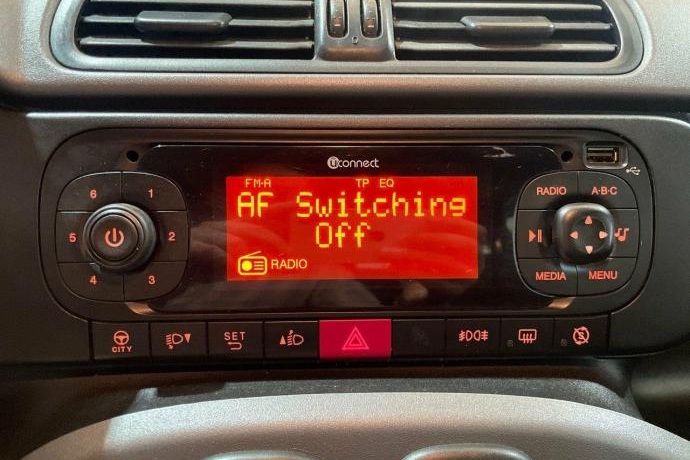 Uconnect
FM-A TP EQ
AF Switching
Off
RADIO
6 1
5 2
4 3
RADIO A·B·C
MEDIA MENU
CITY
SET